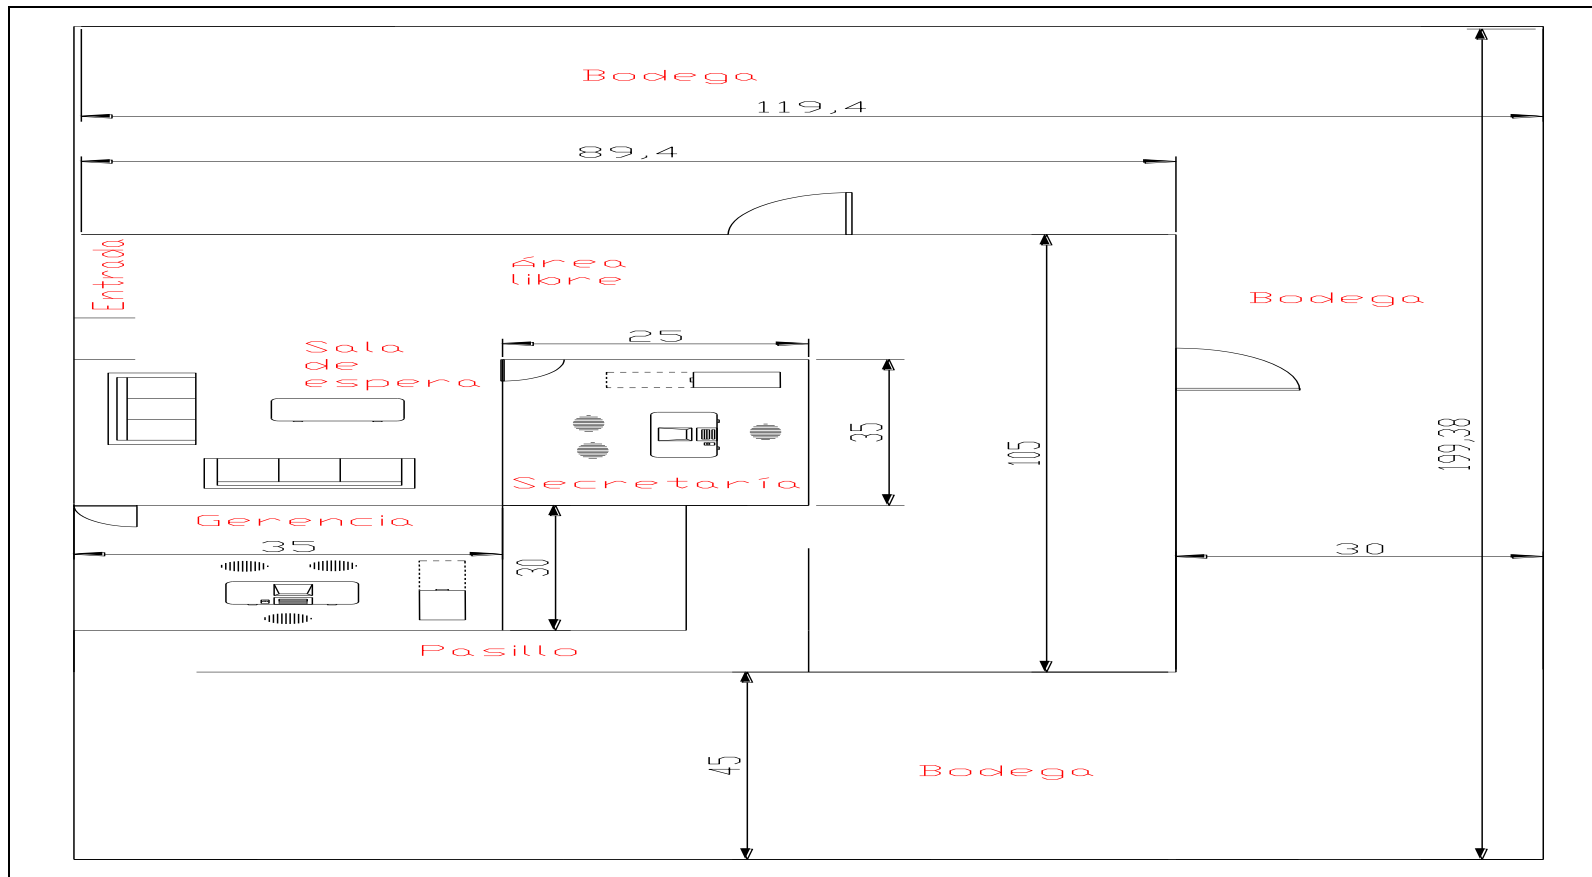 Bodega
119,4
89,4
Entrada
Área
libre
Bodega
25
Sala
de
espera
35
105
199,38
Secretaría
Gerencia
35
30
30
Pasillo
45
Bodega